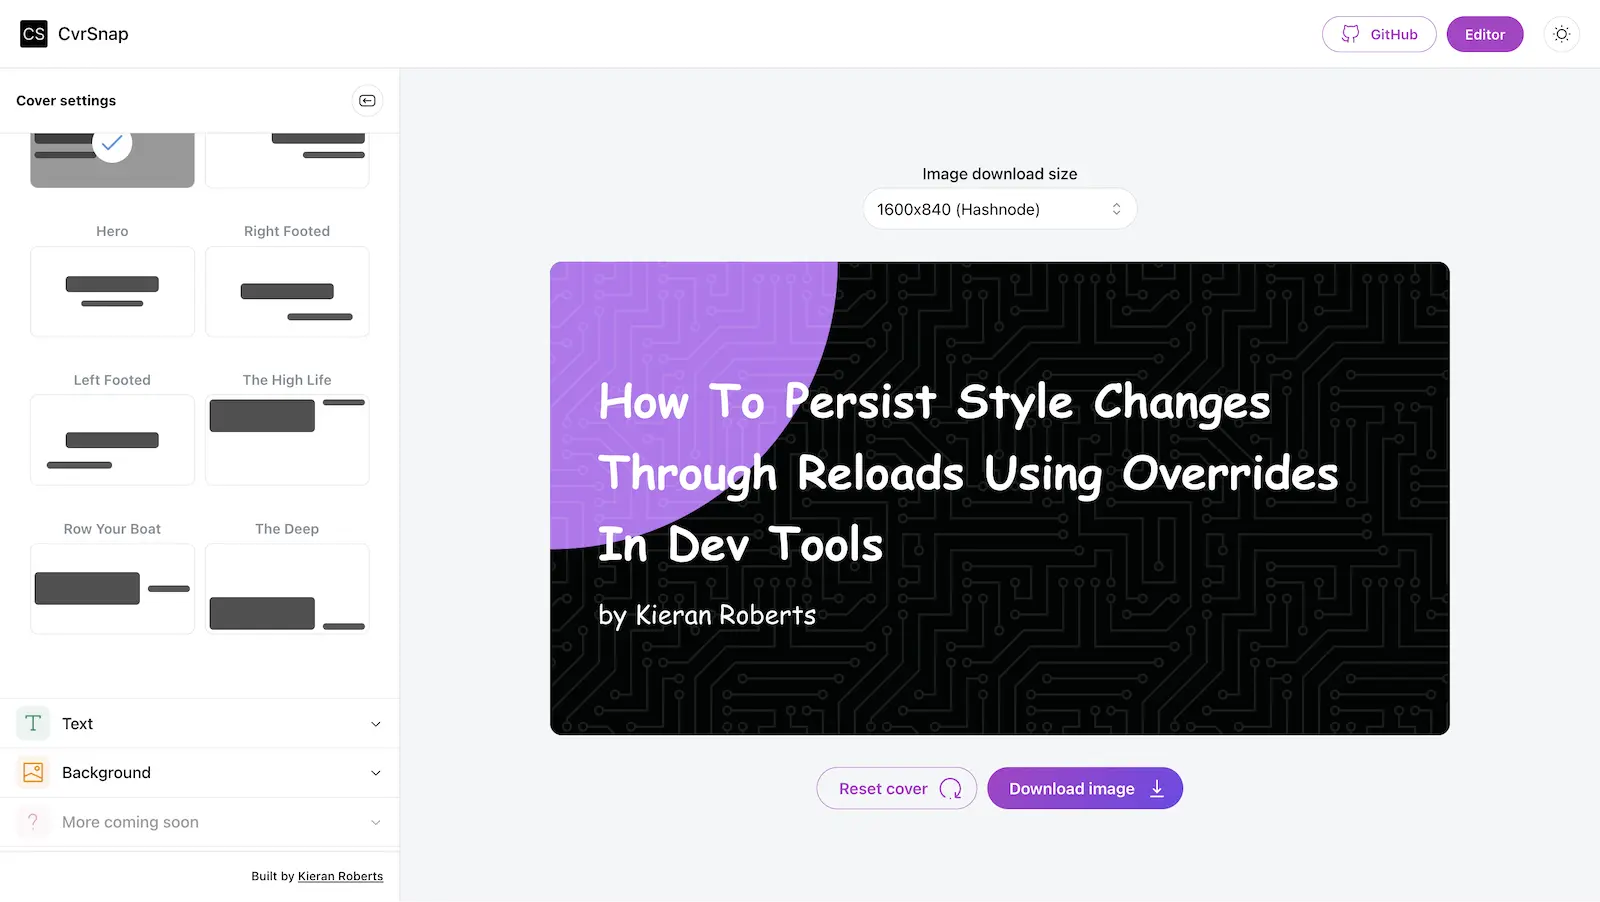 CS CvrSnap
GitHub
Editor
Cover settings
Hero
Right Footed
Left Footed
The High Life
Row Your Boat
The Deep
T Text
Background
? More coming soon
Built by Kieran Roberts
Image download size
1600x840 (Hashnode)
How To Persist Style Changes
Through Reloads Using Overrides
In Dev Tools
by Kieran Roberts
Reset cover
Download image